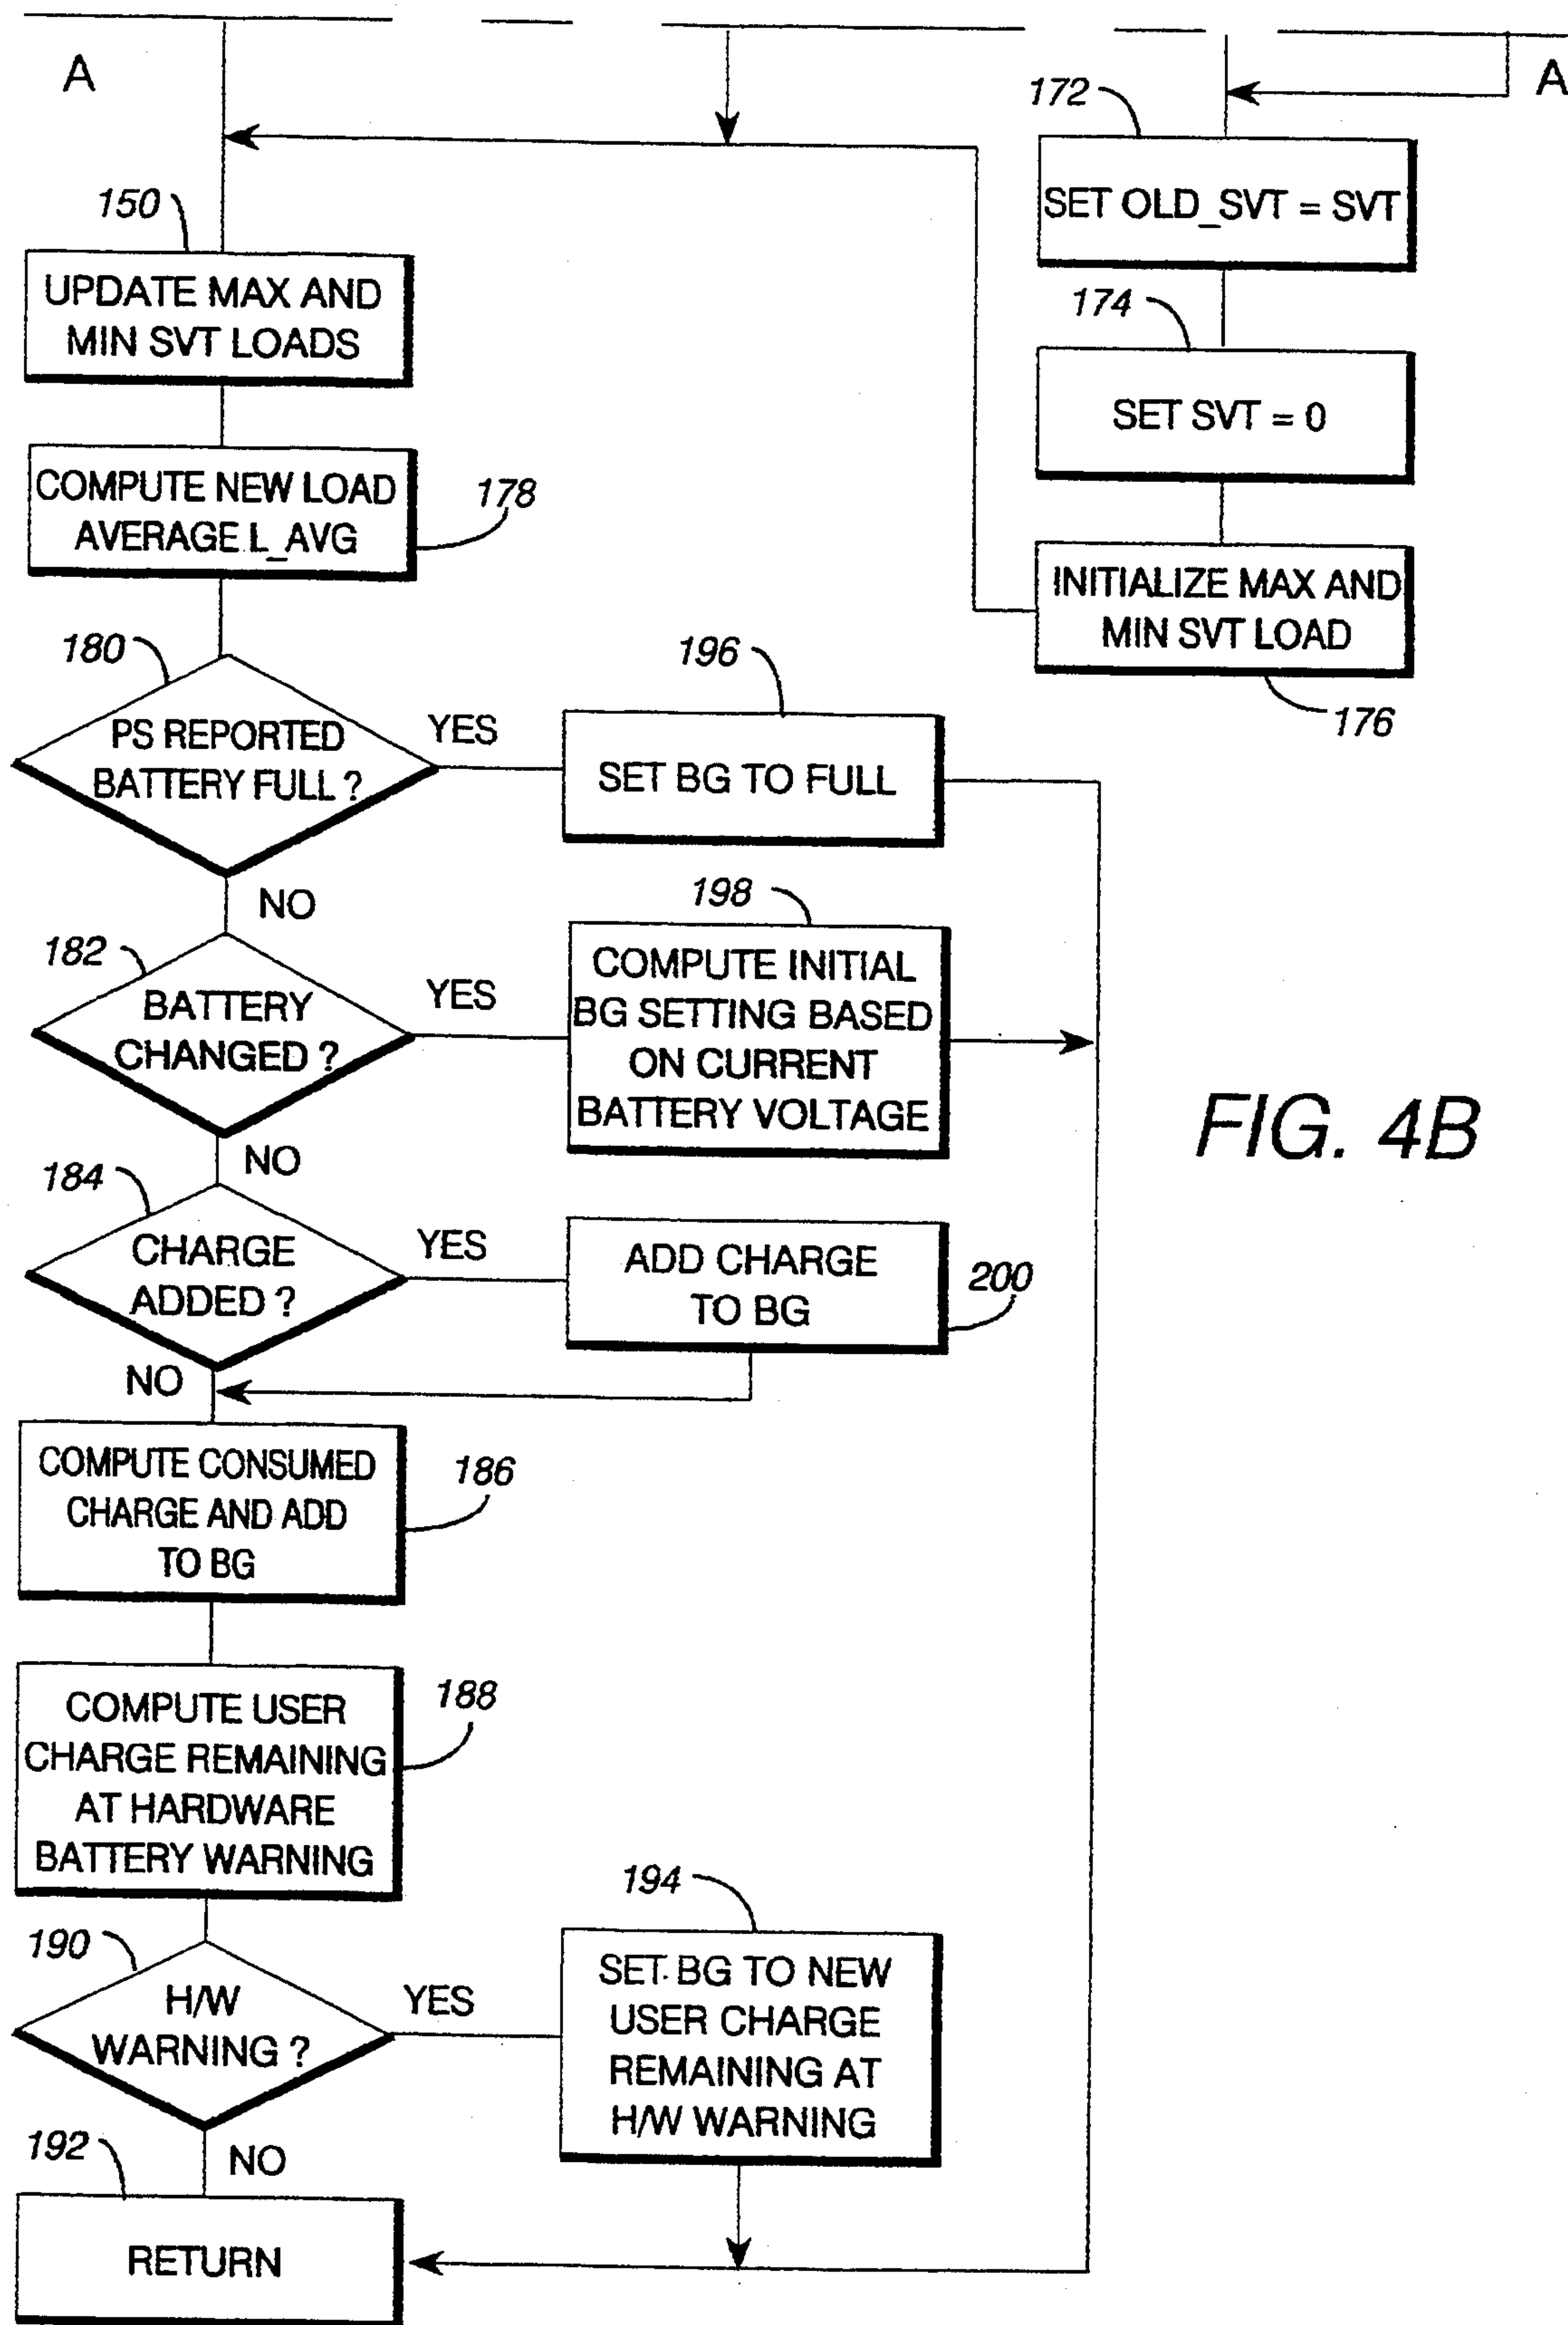 A
A
172
SET OLD_SVT = SVT
150
UPDATE MAX AND
MIN SVT LOADS
174
SET SVT = 0
COMPUTE NEW LOAD
AVERAGE L_AVG
178
INITIALIZE MAX AND
MIN SVT LOAD
176
180
PS REPORTED
BATTERY FULL ?
YES
196
SET BG TO FULL
NO
182
BATTERY
CHANGED ?
YES
198
COMPUTE INITIAL
BG SETTING BASED
ON CURRENT
BATTERY VOLTAGE
FIG. 4B
NO
184
CHARGE
ADDED ?
YES
ADD CHARGE
TO BG
200
NO
COMPUTE CONSUMED
CHARGE AND ADD
TO BG
186
COMPUTE USER
CHARGE REMAINING
AT HARDWARE
BATTERY WARNING
188
190
H/W
WARNING ?
YES
194
SET BG TO NEW
USER CHARGE
REMAINING AT
H/W WARNING
NO
192
RETURN